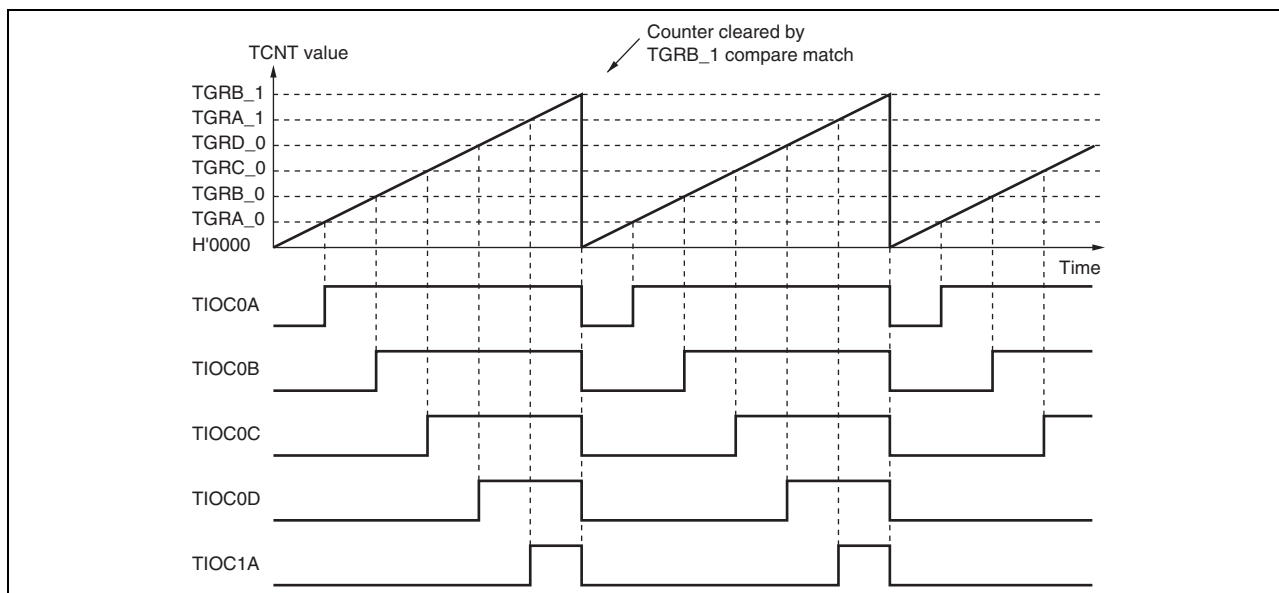 Counter cleared by
TGRB_1 compare match
TCNT value
TGRB_1
TGRA_1
TGRD_0
TGRC_0
TGRB_0
TGRA_0
H'0000
Time
TIOC0A
TIOC0B
TIOC0C
TIOC0D
TIOC1A